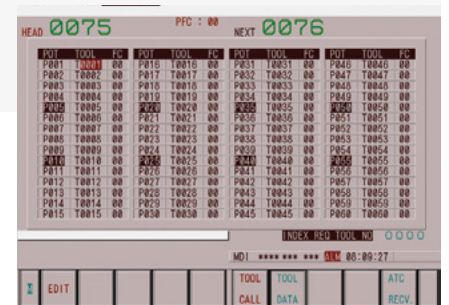 HEAD 0075 PFC : 00 NEXT 0076
POT TOOL FC POT TOOL FC POT TOOL FC POT TOOL FC
P001 T0001 00 P016 T0016 00 P031 T0031 00 P046 T0046 00
P002 T0002 00 P017 T0017 00 P032 T0032 00 P047 T0047 00
P003 T0003 00 P018 T0018 00 P033 T0033 00 P048 T0048 00
P004 T0004 00 P019 T0019 00 P034 T0034 00 P049 T0049 00
P005 T0005 00 P020 T0020 00 P035 T0035 00 P050 T0050 00
P006 T0006 00 P021 T0021 00 P036 T0036 00 P051 T0051 00
P007 T0007 00 P022 T0022 00 P037 T0037 00 P052 T0052 00
P008 T0008 00 P023 T0023 00 P038 T0038 00 P053 T0053 00
P009 T0009 00 P024 T0024 00 P039 T0039 00 P054 T0054 00
P010 T0010 00 P025 T0025 00 P040 T0040 00 P055 T0055 00
P011 T0011 00 P026 T0026 00 P041 T0041 00 P056 T0056 00
P012 T0012 00 P027 T0027 00 P042 T0042 00 P057 T0057 00
P013 T0013 00 P028 T0028 00 P043 T0043 00 P058 T0058 00
P014 T0014 00 P029 T0029 00 P044 T0044 00 P059 T0059 00
P015 T0015 00 P030 T0030 00 P045 T0045 00 P060 T0060 00
INDEX REQ TOOL NO 0000
MDI **** *** *** ALM 08:09:27
EDIT TOOL CALL TOOL DATA ATC RECV.